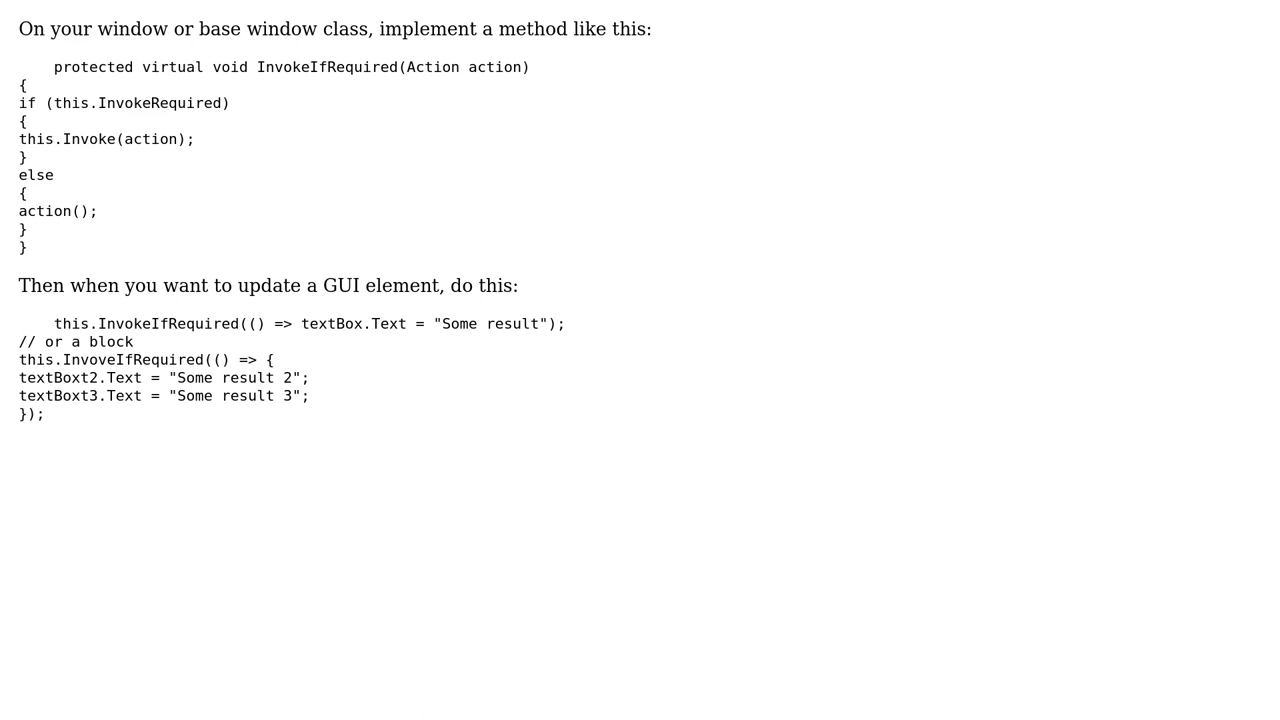 On your window or base window class, implement a method like this:
    protected virtual void InvokeIfRequired(Action action)
{
if (this.InvokeRequired)
{
this.Invoke(action);
}
else
{
action();
}
}
Then when you want to update a GUI element, do this:
    this.InvokeIfRequired(() => textBox.Text = "Some result");
// or a block
this.InvoveIfRequired(() => {
textBoxt2.Text = "Some result 2";
textBoxt3.Text = "Some result 3";
});